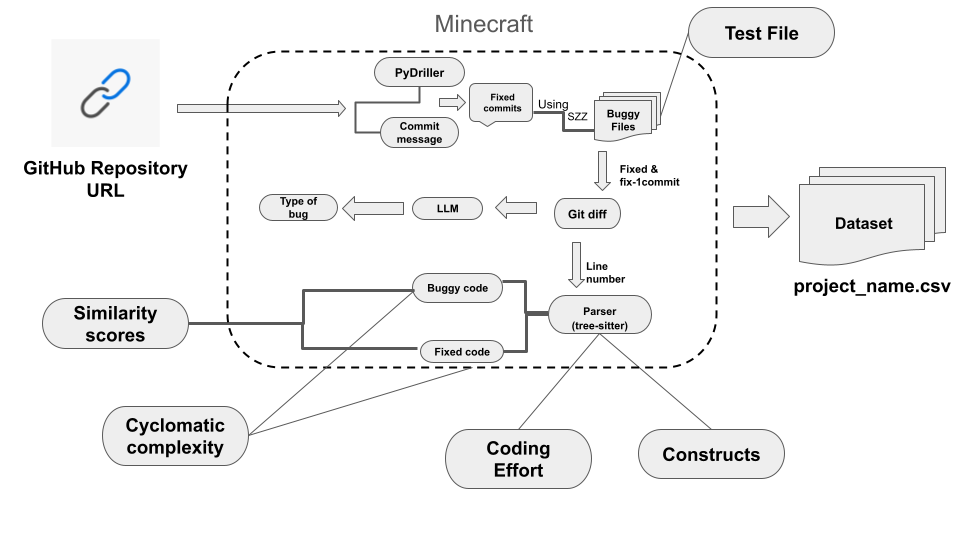 Minecraft
Test File
PyDriller
Fixed
commits
Using
SZZ
Buggy
Files
Commit
message
GitHub Repository
URL
Fixed &
fix-1commit
Type of
bug
LLM
Git diff
Dataset
project_name.csv
Line
number
Buggy code
Similarity
scores
Parser
(tree-sitter)
Fixed code
Cyclomatic
complexity
Coding
Effort
Constructs